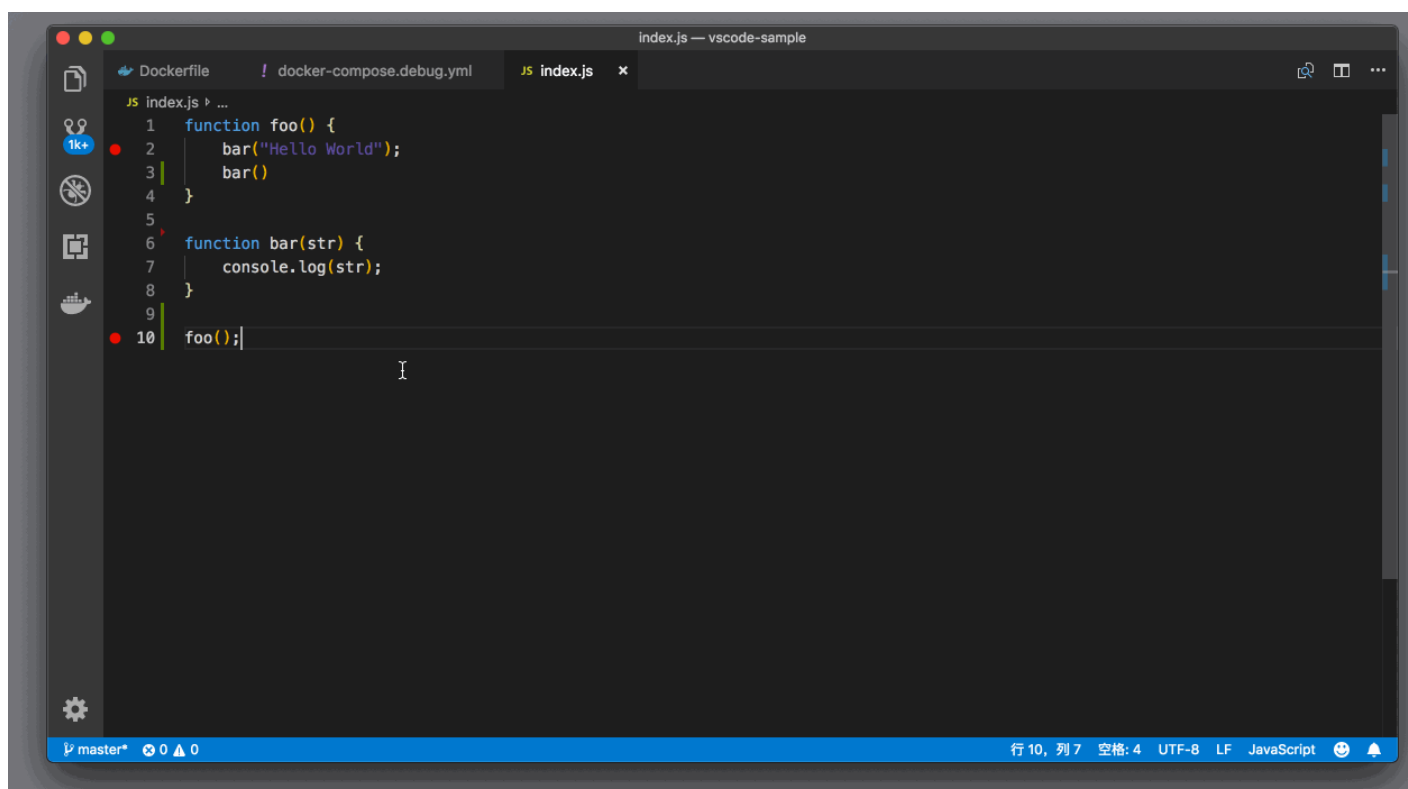 index.js — vscode-sample
Dockerfile ! docker-compose.debug.yml JS index.js ×
JS index.js ▹ ...
1 function foo() {
1k+
2     bar("Hello World");
3     bar()
4 }
5
6 function bar(str) {
7     console.log(str);
8 }
9
10 foo();
master* 0 0 行 10，列 7 空格: 4 UTF-8 LF JavaScript